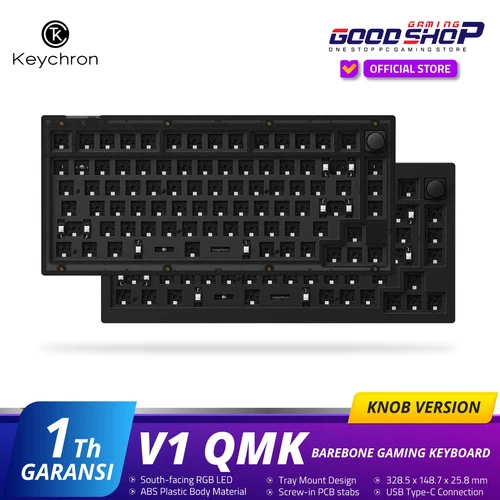 Keychron
GAMING
GOODSHOP
ONE STOP PC GAMING STORE
OFFICIAL STORE
KNOB VERSION
1Th
GARANSI
V1 QMK BAREBONE GAMING KEYBOARD
• South-facing RGB LED
• ABS Plastic Body Material
• Tray Mount Design
• Screw-in PCB stabs
• 328.5 x 148.7 x 25.8 mm
• USB Type-C Connection